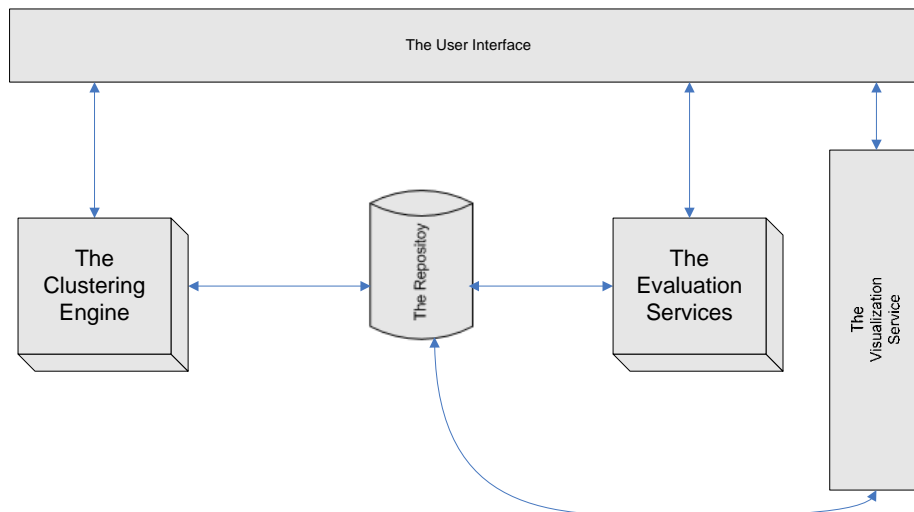 The User Interface
The
Clustering
Engine
The Repositoy
The
Evaluation
Services
The
Visualization
Service